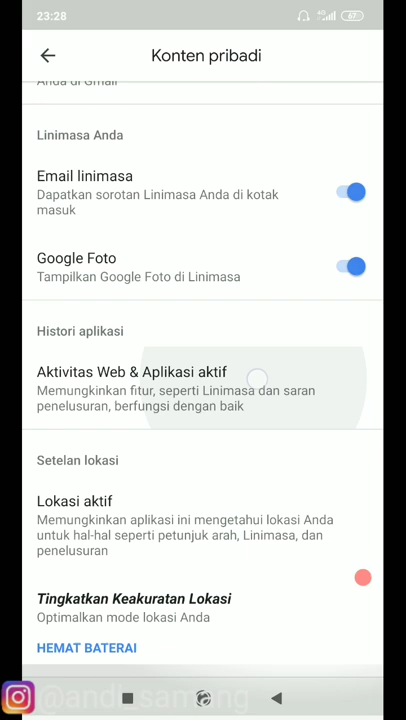 23:28
4G
67
Konten pribadi
Anda di Gmail
Linimasa Anda
Email linimasa
Dapatkan sorotan Linimasa Anda di kotak
masuk
Google Foto
Tampilkan Google Foto di Linimasa
Histori aplikasi
Aktivitas Web & Aplikasi aktif
Memungkinkan fitur, seperti Linimasa dan saran
penelusuran, berfungsi dengan baik
Setelan lokasi
Lokasi aktif
Memungkinkan aplikasi ini mengetahui lokasi Anda
untuk hal-hal seperti petunjuk arah, Linimasa, dan
penelusuran
Tingkatkan Keakuratan Lokasi
Optimalkan mode lokasi Anda
HEMAT BATERAI